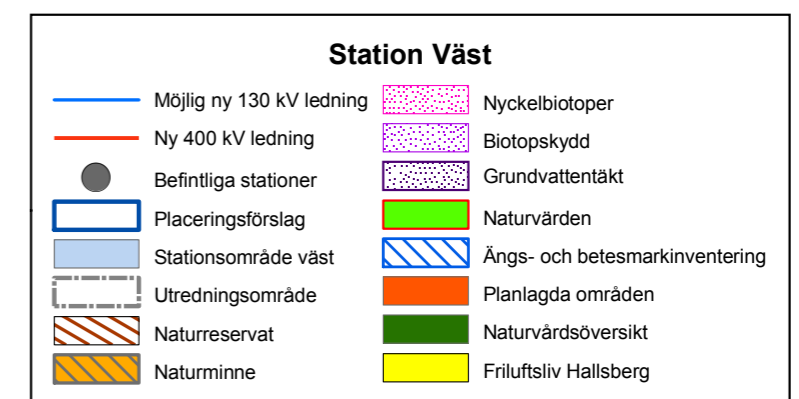 Station Väst
Möjlig ny 130 kV ledning
Ny 400 kV ledning
Befintliga stationer
Placeringsförslag
Stationsområde väst
Utredningsområde
Naturreservat
Naturminne
Nyckelbiotoper
Biotopskydd
Grundvattentäkt
Naturvärden
Ängs- och betesmarkinventering
Planlagda områden
Naturvårdsöversikt
Friluftsliv Hallsberg